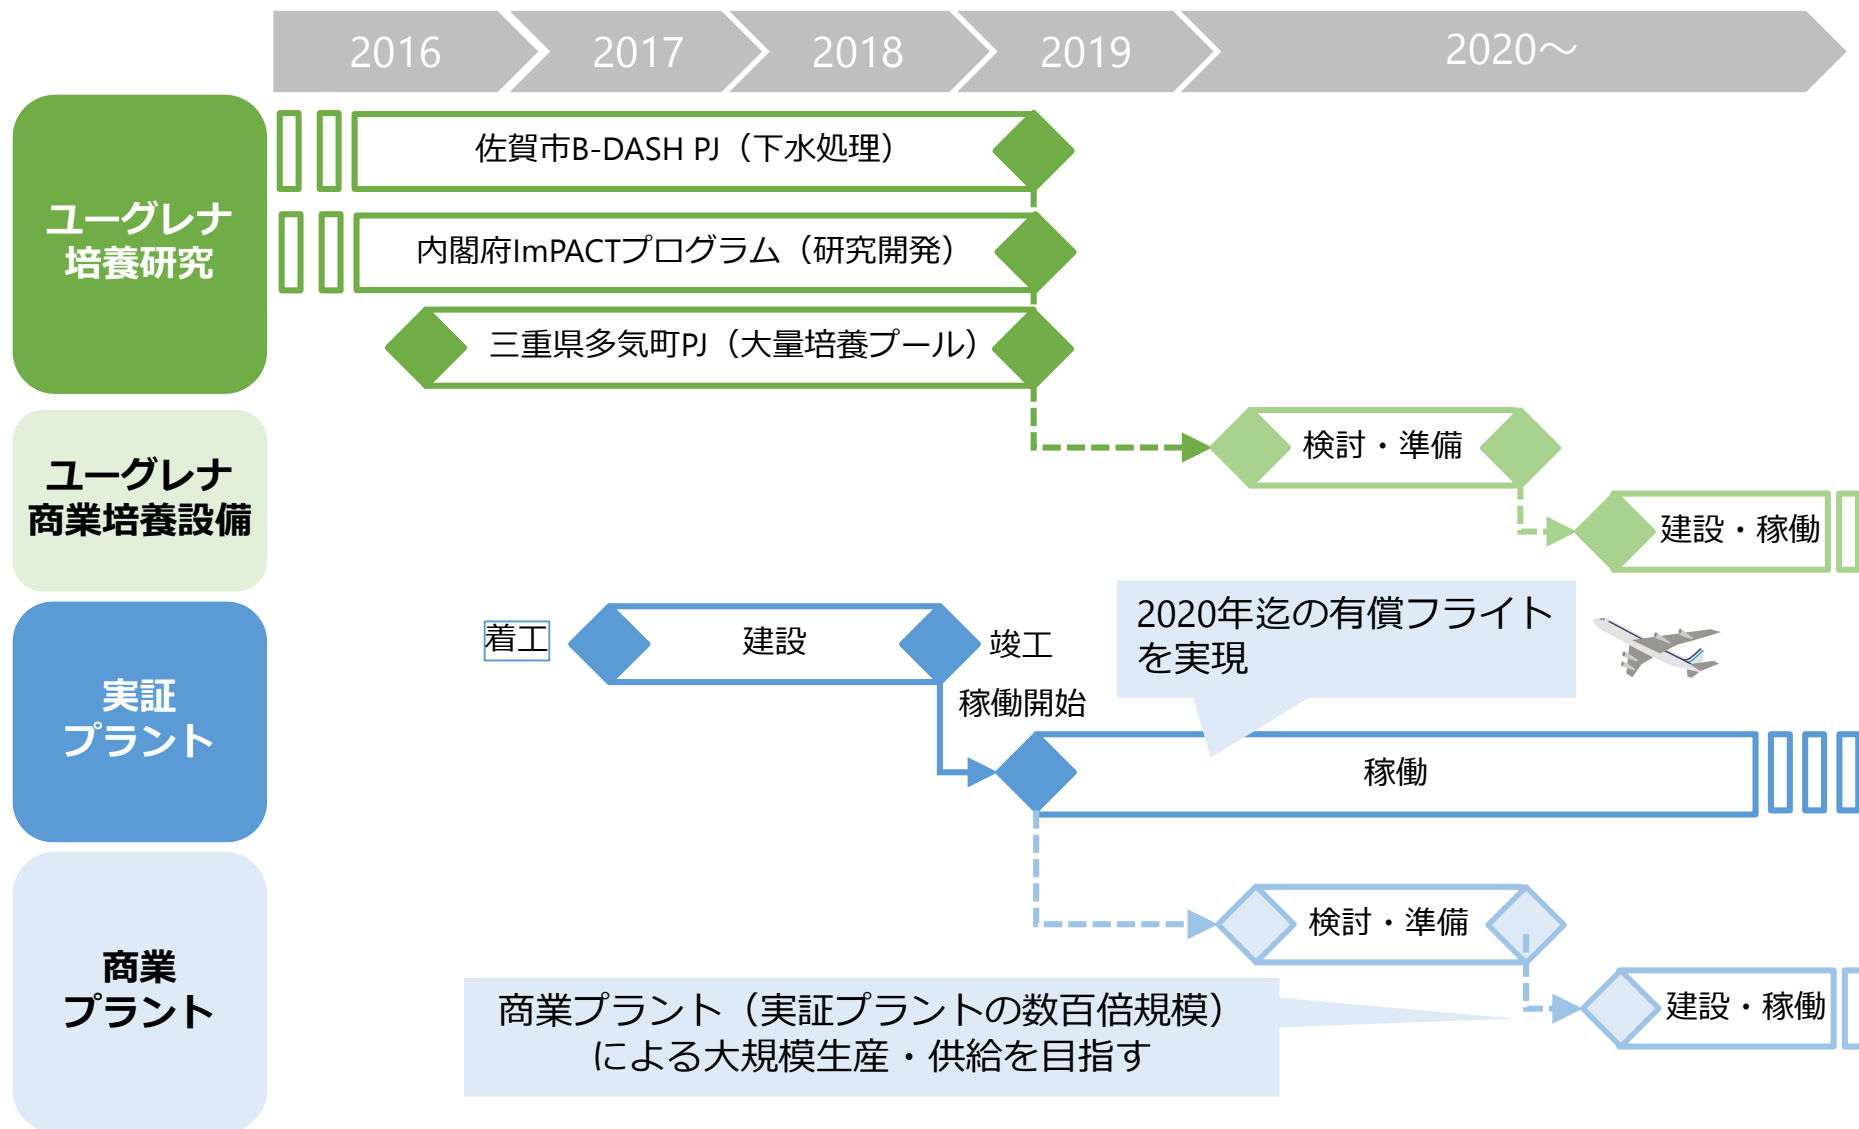 2016
2017
2018
2019
2020～
ユーグレナ
培養研究
佐賀市B-DASH PJ（下水処理）
内閣府ImPACTプログラム（研究開発）
三重県多気町PJ（大量培養プール）
ユーグレナ
商業培養設備
検討・準備
建設・稼働
実証
プラント
着工
建設
竣工
稼働開始
2020年迄の有償フライト
を実現
稼働
商業
プラント
検討・準備
建設・稼働
商業プラント（実証プラントの数百倍規模）
による大規模生産・供給を目指す